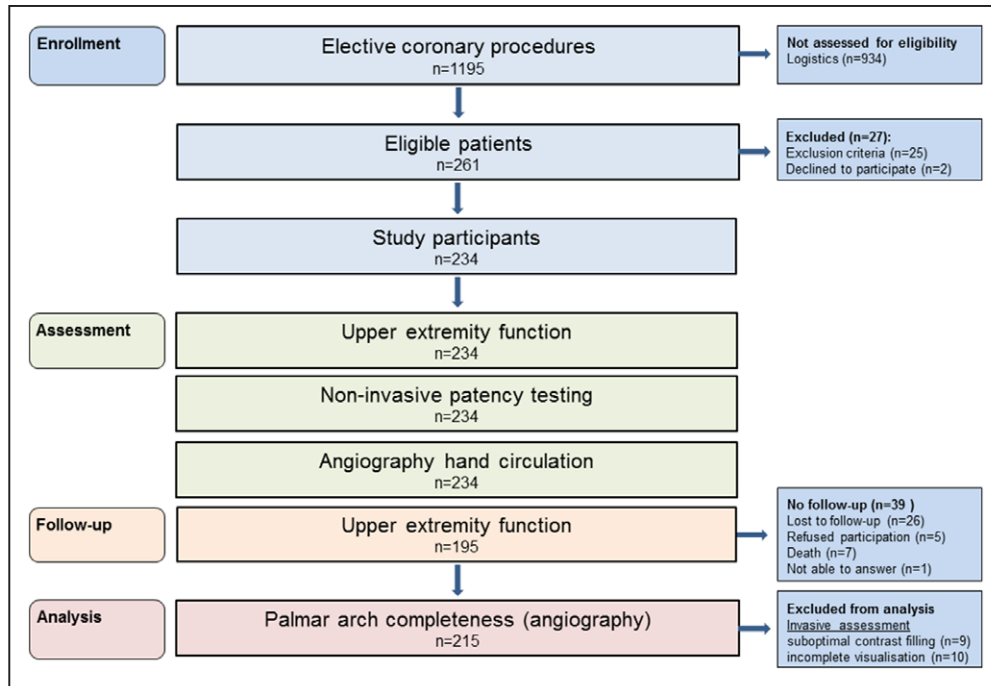 Enrollment
Elective coronary procedures
n=1195
Not assessed for eligibility
Logistics (n=934)
Eligible patients
n=261
Excluded (n=27):
Exclusion criteria (n=25)
Declined to participate (n=2)
Study participants
n=234
Assessment
Upper extremity function
n=234
Non-invasive patency testing
n=234
Angiography hand circulation
n=234
Follow-up
Upper extremity function
n=195
No follow-up (n=39 )
Lost to follow-up (n=26)
Refused participation (n=5)
Death (n=7)
Not able to answer (n=1)
Analysis
Palmar arch completeness (angiography)
n=215
Excluded from analysis
Invasive assessment
suboptimal contrast filling (n=9)
incomplete visualisation (n=10)